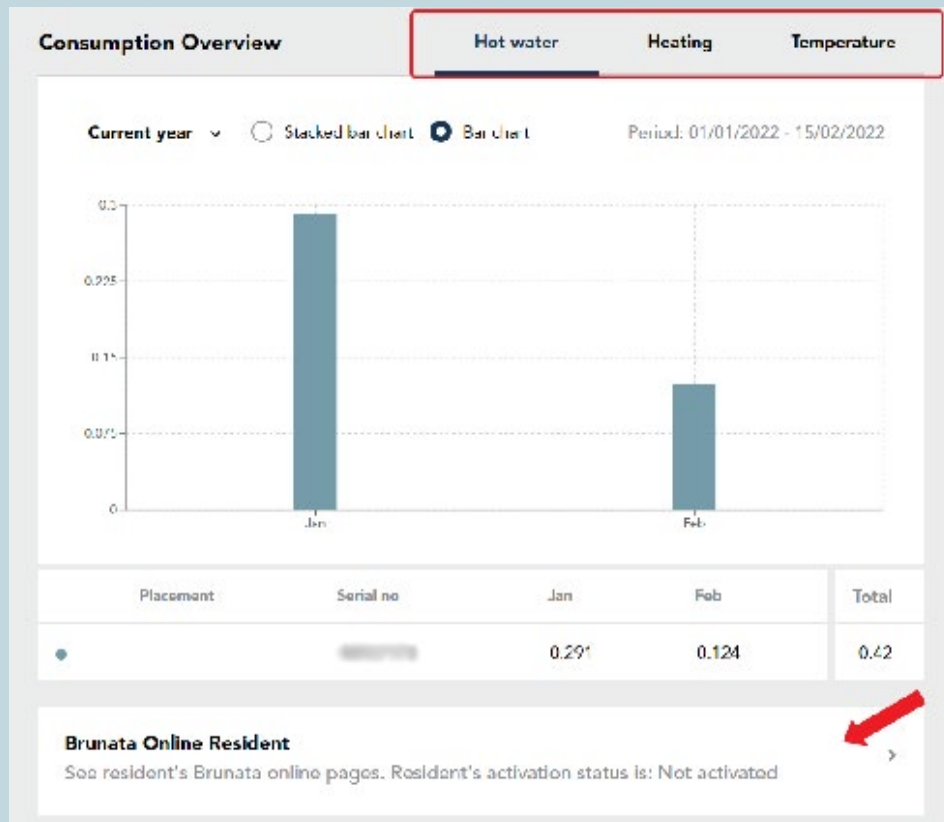 Consumption Overview
Hot water
Heating
Temperature
Current year
Stacked bar chart
Bar chart
Period: 01/01/2022 - 15/02/2022
0.3
0.225
0.15
0.075
0
Jan
Feb
Placement
Serial no
Jan
Feb
Total
0.291
0.124
0.42
Brunata Online Resident
See resident's Brunata online pages. Resident's activation status is: Not activated